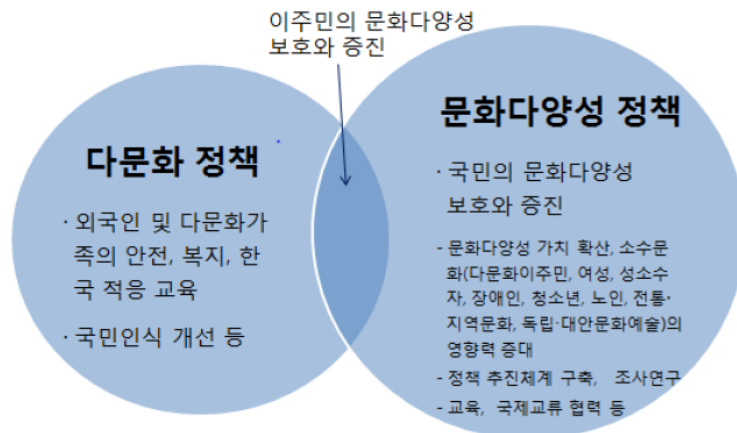 이주민의 문화다양성
보호와 증진
다문화 정책
· 외국인 및 다문화가
족의 안전, 복지, 한
국 적응 교육
· 국민인식 개선 등
문화다양성 정책
· 국민의 문화다양성
보호와 증진
- 문화다양성 가치 확산, 소수문
화(다문화이주민, 여성, 성소수
자, 장애인, 청소년, 노인, 전통·
지역문화, 독립·대안문화예술)의
영향력 증대
- 정책 추진체계 구축, 조사연구
- 교육, 국제교류 협력 등